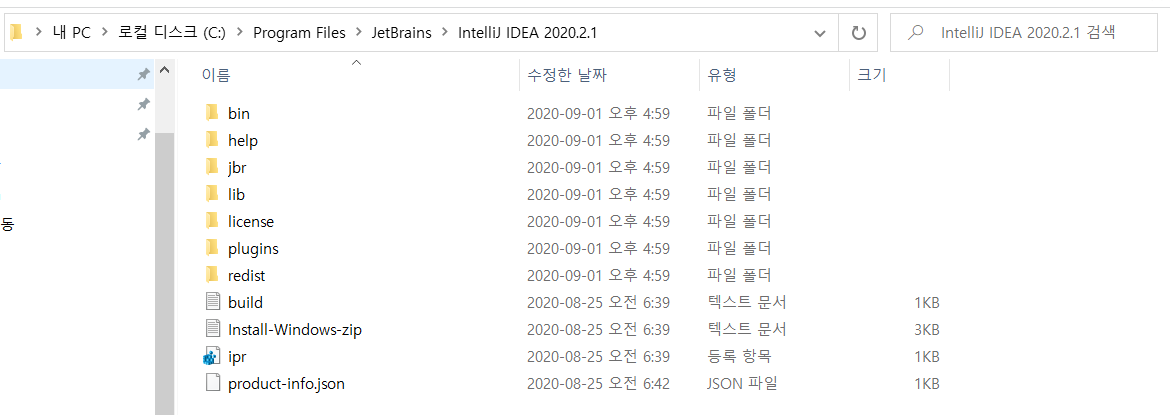 내 PC > 로컬 디스크 (C:) > Program Files > JetBrains > IntelliJ IDEA 2020.2.1 IntelliJ IDEA 2020.2.1 검색
이름 수정한 날짜 유형 크기
bin 2020-09-01 오후 4:59 파일 폴더
help 2020-09-01 오후 4:59 파일 폴더
jbr 2020-09-01 오후 4:59 파일 폴더
lib 2020-09-01 오후 4:59 파일 폴더
동
license 2020-09-01 오후 4:59 파일 폴더
plugins 2020-09-01 오후 4:59 파일 폴더
redist 2020-09-01 오후 4:59 파일 폴더
build 2020-08-25 오전 6:39 텍스트 문서 1KB
Install-Windows-zip 2020-08-25 오전 6:39 텍스트 문서 3KB
ipr 2020-08-25 오전 6:39 등록 항목 1KB
product-info.json 2020-08-25 오전 6:42 JSON 파일 1KB